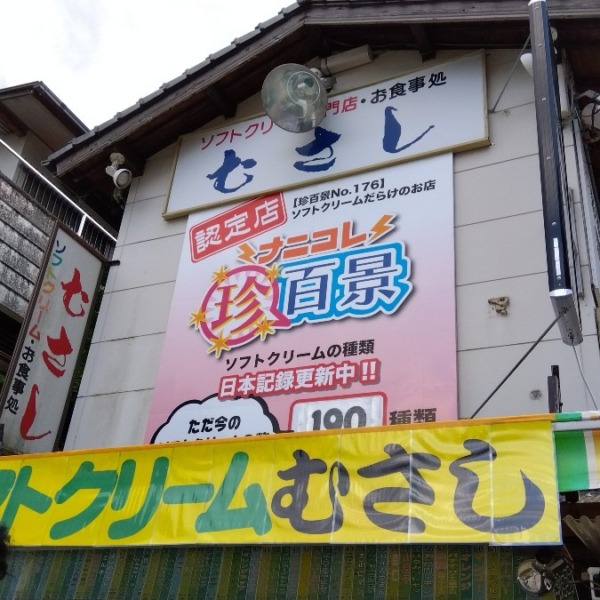 ソフトクリ 門店・お食事処
むさし
認定店
【珍百景No.176】
ソフトクリームだらけのお店
ナニコレ
珍百景
ソフトクリームの種類
日本記録更新中!!
ただ今の
190 種類
むさし
ソフトクリーム・お食事処
フトクリームむさし